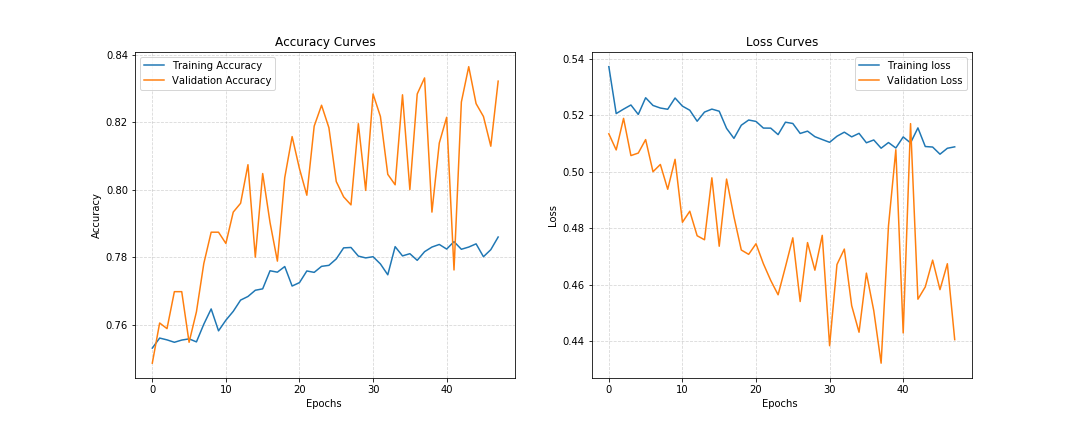 Accuracy Curves
Training Accuracy
Validation Accuracy
0.84
0.82
0.80
0.78
0.76
Accuracy
0 10 20 30 40
Epochs
Loss Curves
Training loss
Validation Loss
0.54
0.52
0.50
0.48
0.46
0.44
Loss
0 10 20 30 40
Epochs